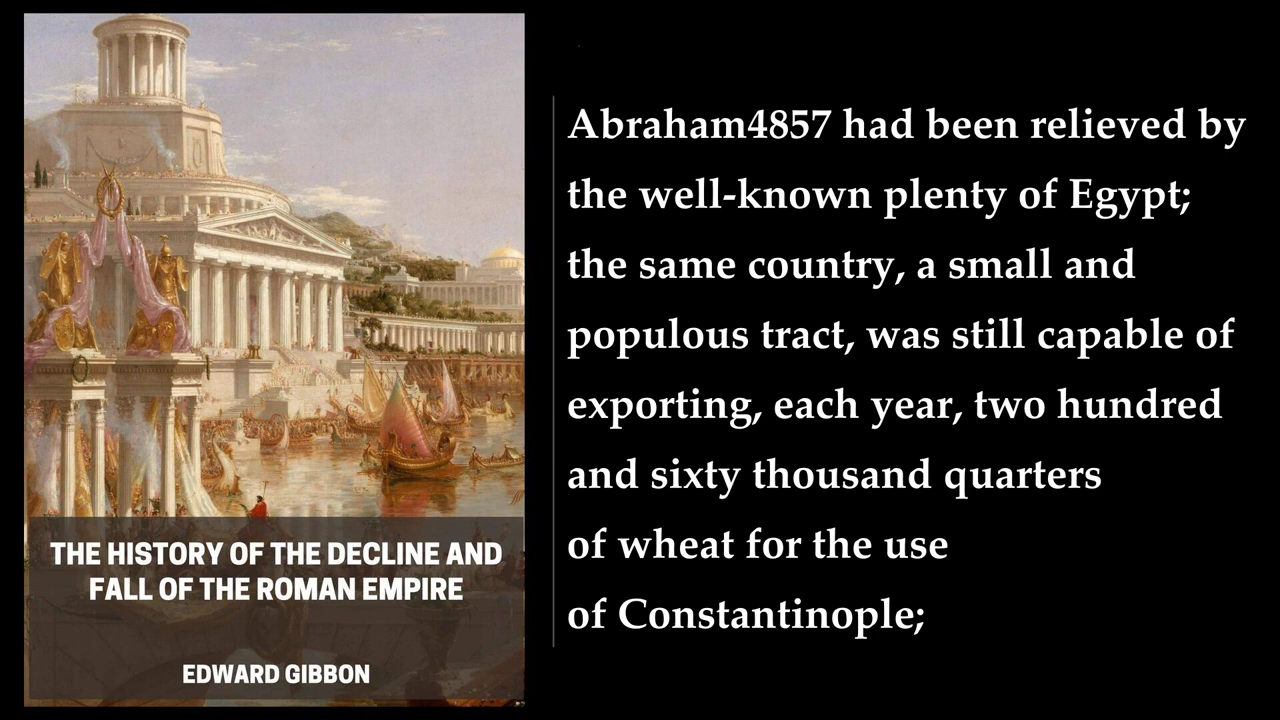 THE HISTORY OF THE DECLINE AND
FALL OF THE ROMAN EMPIRE
EDWARD GIBBON
Abraham4857 had been relieved by
the well-known plenty of Egypt;
the same country, a small and
populous tract, was still capable of
exporting, each year, two hundred
and sixty thousand quarters
of wheat for the use
of Constantinople;